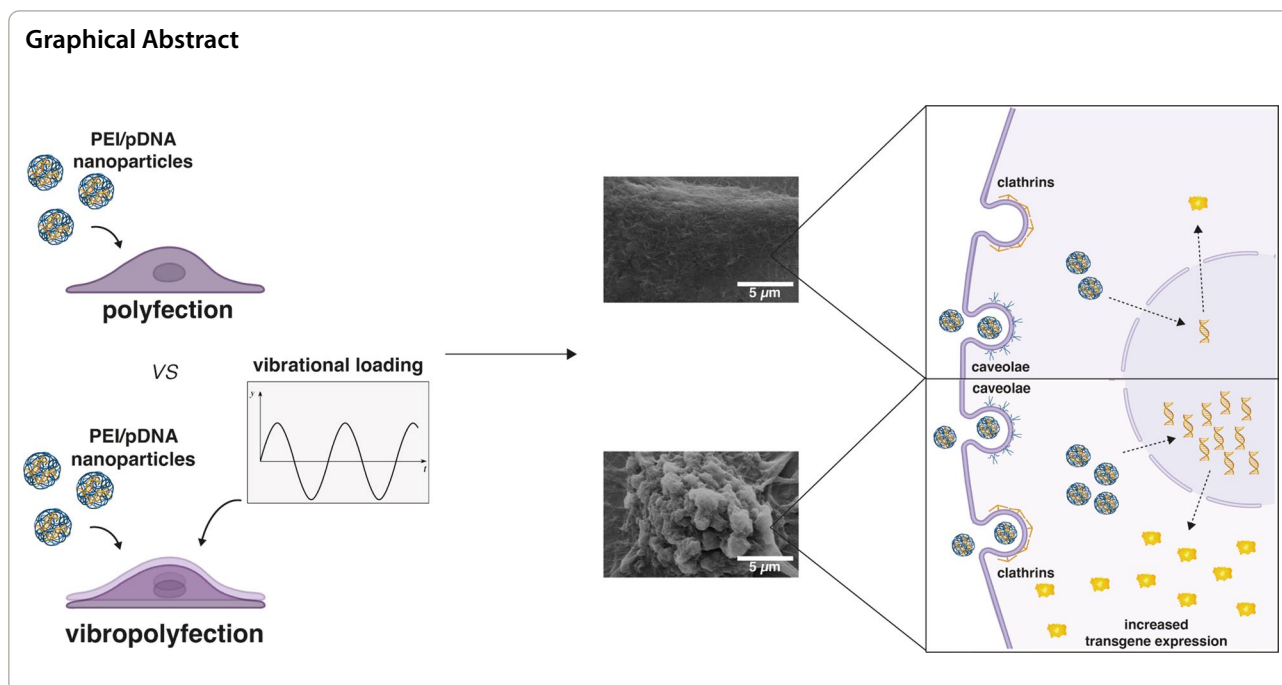 Graphical Abstract
PEI/pDNA
nanoparticles
polyfection
VS
vibrational loading
y
t
PEI/pDNA
nanoparticles
vibropolyfection
5 µm
5 µm
clathrins
caveolae
caveolae
clathrins
increased
transgene expression